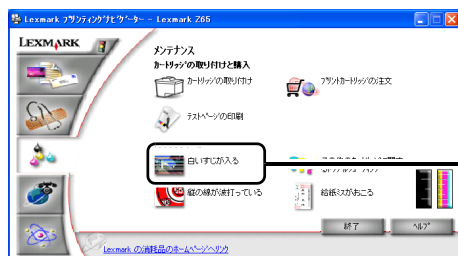 Lexmark プリンティングナビゲーター - Lexmark Z65
LEXMARK
メンテナンス
カートリッジの取り付けと購入
カートリッジの取り付け
プリントカートリッジの注文
テストページの印刷
白いすじが入る
縦の線が波打っている
給紙ミスがおこる
終了
ヘルプ
Lexmark の消耗品のホームページへリンク